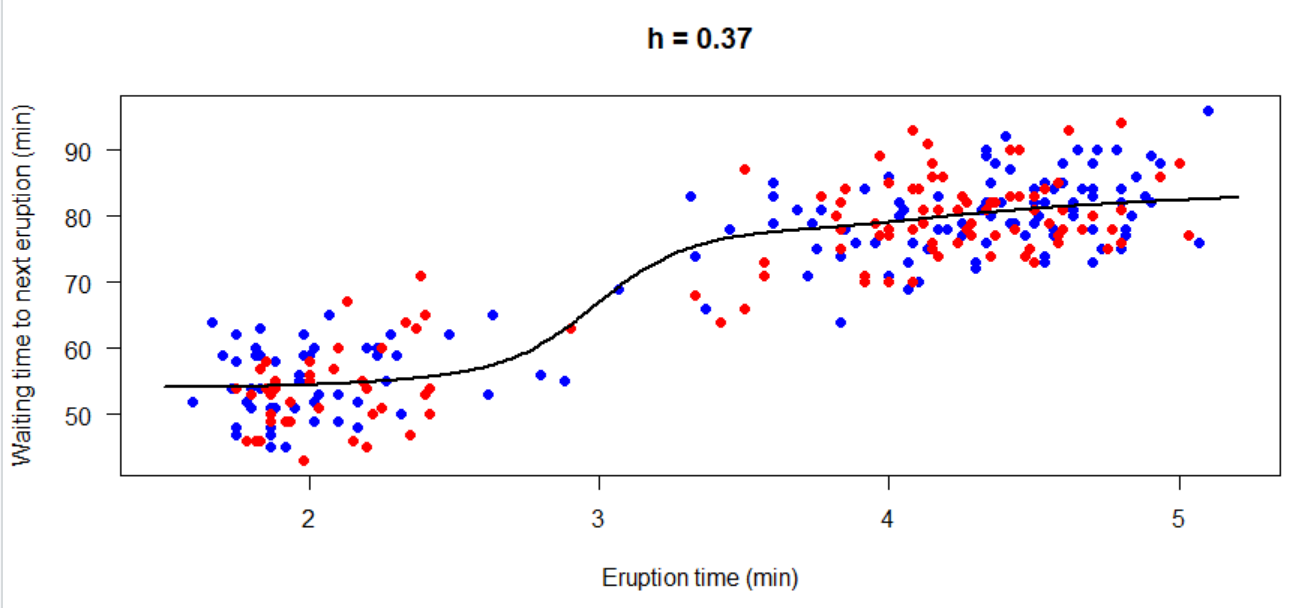 h = 0.37
Waiting time to next eruption (min)
90
80
70
60
50
2 3 4 5
Eruption time (min)